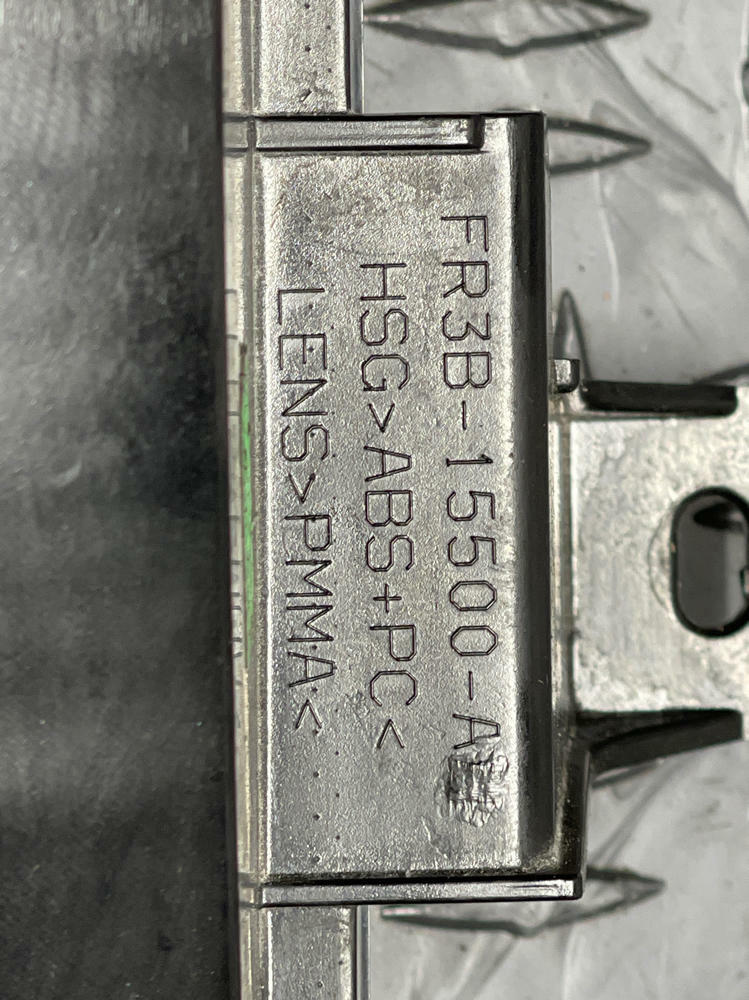 FR3B-15500-A
HSG>ABS+PC<
LENS>PMMA<